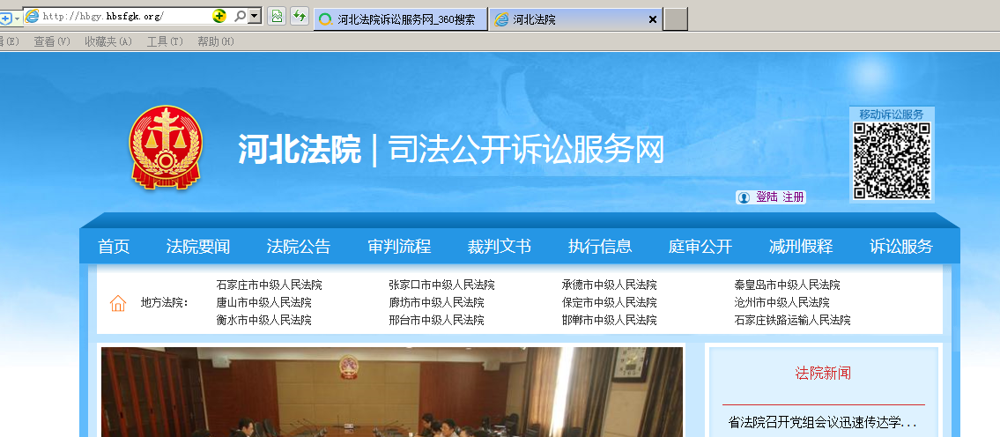 http://hbgy.hbsfgk.org/
河北法院诉讼服务网_360搜索
河北法院
(E) 查看(V) 收藏夹(A) 工具(T) 帮助(H)
移动诉讼服务
河北法院 | 司法公开诉讼服务网
登陆 注册
首页 法院要闻 法院公告 审判流程 裁判文书 执行信息 庭审公开 减刑假释 诉讼服务
地方法院：
石家庄市中级人民法院 张家口市中级人民法院 承德市中级人民法院 秦皇岛市中级人民法院
唐山市中级人民法院 廊坊市中级人民法院 保定市中级人民法院 沧州市中级人民法院
衡水市中级人民法院 邢台市中级人民法院 邯郸市中级人民法院 石家庄铁路运输人民法院
法院新闻
省法院召开党组会议迅速传达学...